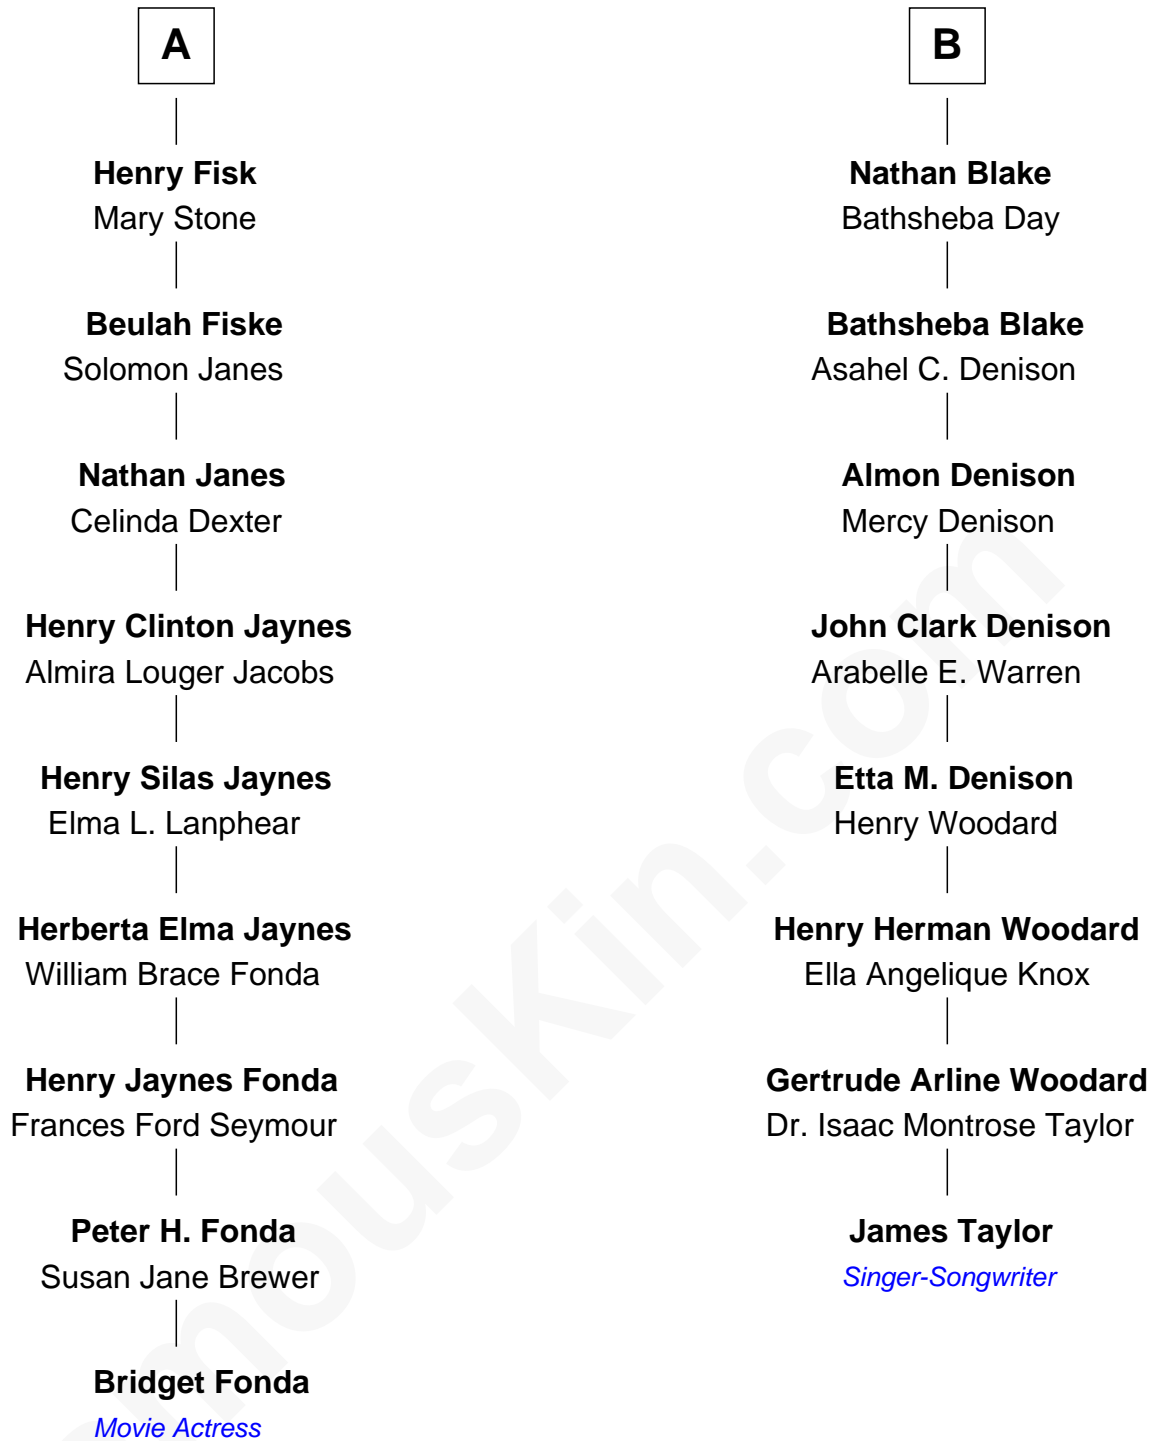 A
Henry Fisk
Mary Stone
Beulah Fiske
Solomon Janes
Nathan Janes
Celinda Dexter
Henry Clinton Jaynes
Almira Louger Jacobs
Henry Silas Jaynes
Elma L. Lanphear
Herberta Elma Jaynes
William Brace Fonda
Henry Jaynes Fonda
Frances Ford Seymour
Peter H. Fonda
Susan Jane Brewer
Bridget Fonda
Movie Actress
B
Nathan Blake
Bathsheba Day
Bathsheba Blake
Asahel C. Denison
Almon Denison
Mercy Denison
John Clark Denison
Arabelle E. Warren
Etta M. Denison
Henry Woodard
Henry Herman Woodard
Ella Angelique Knox
Gertrude Arline Woodard
Dr. Isaac Montrose Taylor
James Taylor
Singer-Songwriter
mouskin.com